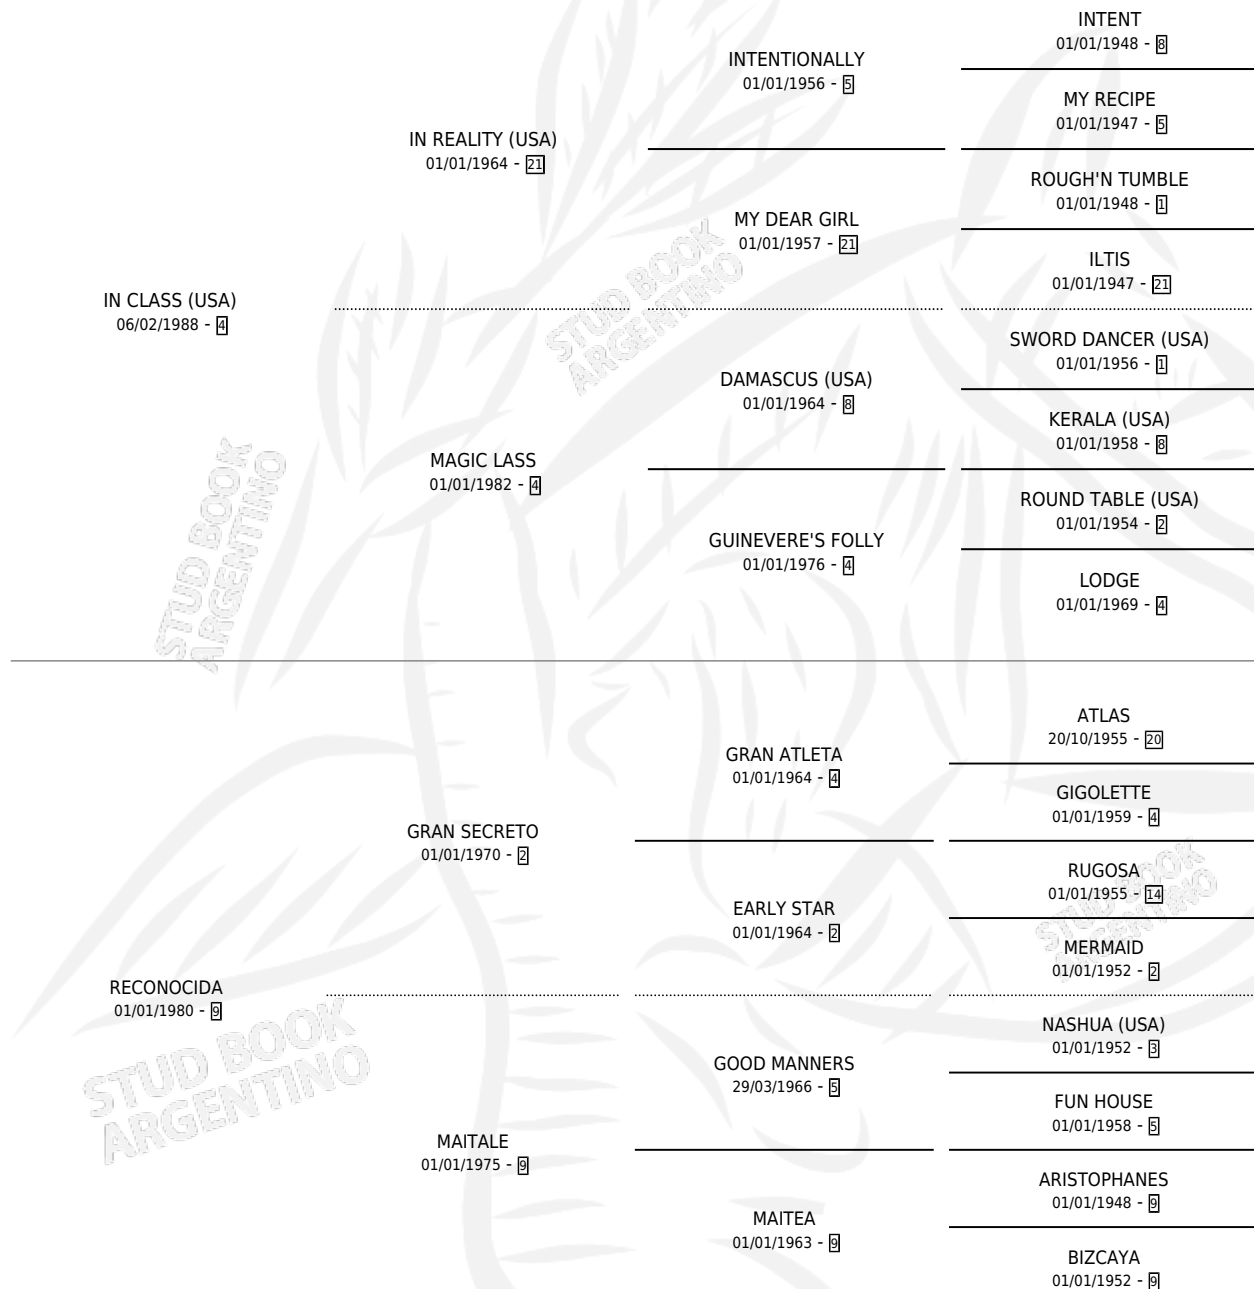 INTENT
01/01/1948 - 8
INTENTIONALLY
01/01/1956 - 5
MY RECIPE
01/01/1947 - 5
IN REALITY (USA)
01/01/1964 - 21
ROUGH'N TUMBLE
01/01/1948 - 1
MY DEAR GIRL
01/01/1957 - 21
ILTIS
01/01/1947 - 21
IN CLASS (USA)
06/02/1988 - 4
STUD BOOK
ARGENTINO
SWORD DANCER (USA)
01/01/1956 - 1
DAMASCUS (USA)
01/01/1964 - 8
KERALA (USA)
01/01/1958 - 8
MAGIC LASS
01/01/1982 - 4
ROUND TABLE (USA)
01/01/1954 - 2
GUINEVERE'S FOLLY
01/01/1976 - 4
LODGE
01/01/1969 - 4
STUD BOOK
ARGENTINO
ATLAS
20/10/1955 - 20
GRAN ATLETA
01/01/1964 - 4
GIGOLETTE
01/01/1959 - 4
GRAN SECRETO
01/01/1970 - 2
RUGOSA
01/01/1955 - 14
EARLY STAR
01/01/1964 - 2
STUD BOOK
ARGENTINO
MERMAID
01/01/1952 - 2
RECONOCIDA
01/01/1980 - 9
NASHUA (USA)
01/01/1952 - 3
STUD BOOK
ARGENTINO
GOOD MANNERS
29/03/1966 - 5
FUN HOUSE
01/01/1958 - 5
MAITALE
01/01/1975 - 9
ARISTOPHANES
01/01/1948 - 9
MAITEA
01/01/1963 - 9
BIZCAYA
01/01/1952 - 9